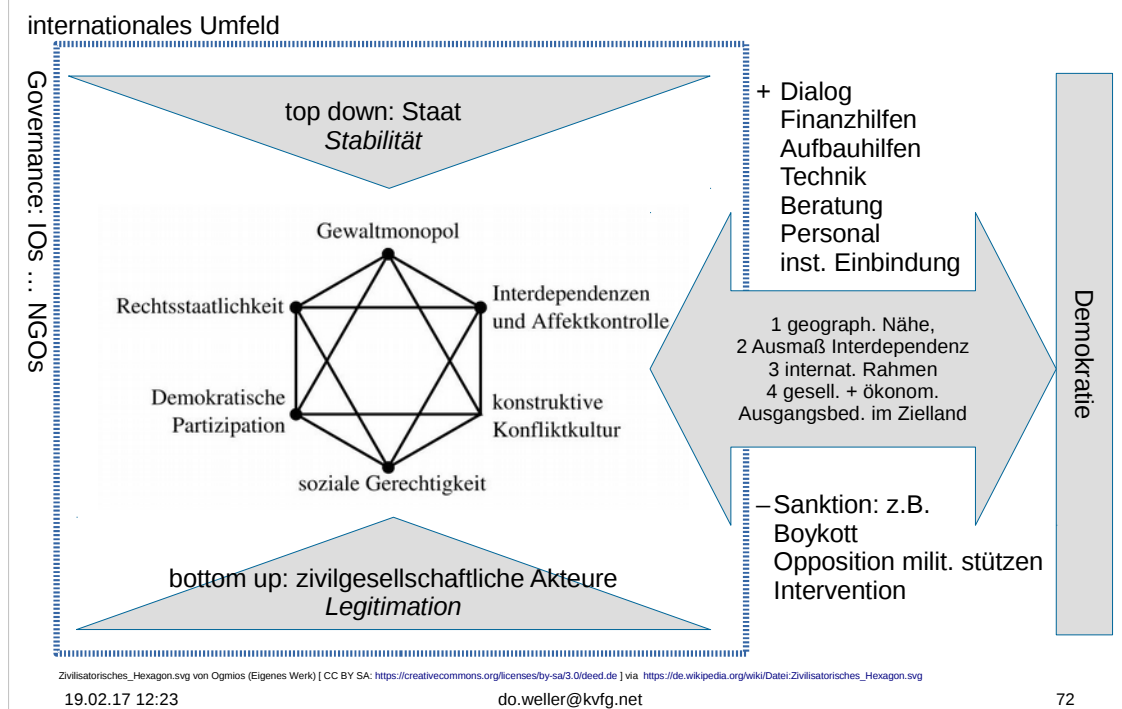 internationales Umfeld
Governance: IOs ... NGOs
top down: Staat
Stabilität
Gewaltmonopol
Rechtsstaatlichkeit
Interdependenzen
und Affektkontrolle
Demokratische
Partizipation
konstruktive
Konfliktkultur
soziale Gerechtigkeit
bottom up: zivilgesellschaftliche Akteure
Legitimation
+ Dialog
Finanzhilfen
Aufbauhilfen
Technik
Beratung
Personal
inst. Einbindung
1 geograph. Nähe,
2 Ausmaß Interdependenz
3 internat. Rahmen
4 gesell. + ökonom.
Ausgangsbed. im Zielland
– Sanktion: z.B.
Boykott
Opposition milit. stützen
Intervention
Demokratie
Zivilisatorisches_Hexagon.svg von Ogmios (Eigenes Werk) [ CC BY SA: https://creativecommons.org/licenses/by-sa/3.0/deed.de ] via https://de.wikipedia.org/wiki/Datei:Zivilisatorisches_Hexagon.svg
19.02.17 12:23
do.weller@kvfg.net
72